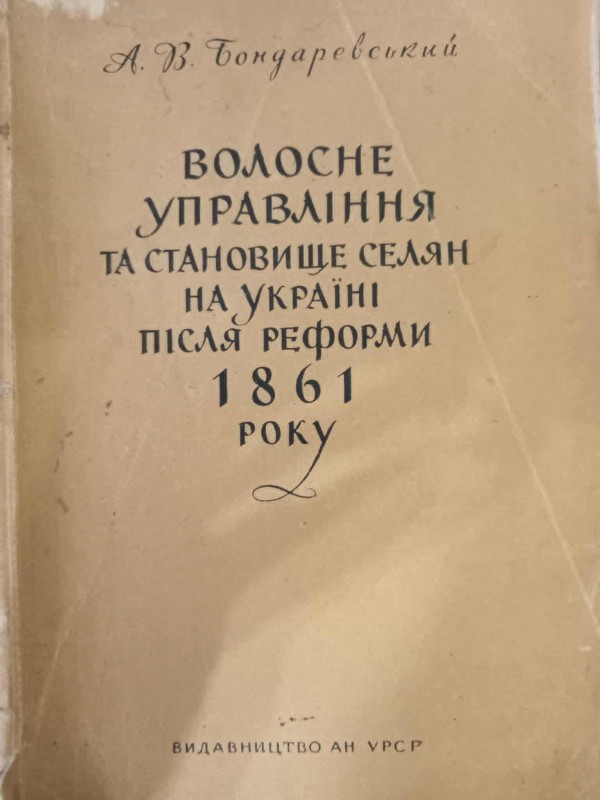 А. В. Бондаревський
ВОЛОСНЕ
УПРАВЛІННЯ
ТА СТАНОВИЩЕ СЕЛЯН
НА УКРАЇНІ
ПІСЛЯ РЕФОРМИ
1861
РОКУ
ВИДАВНИЦТВО АН УРСР